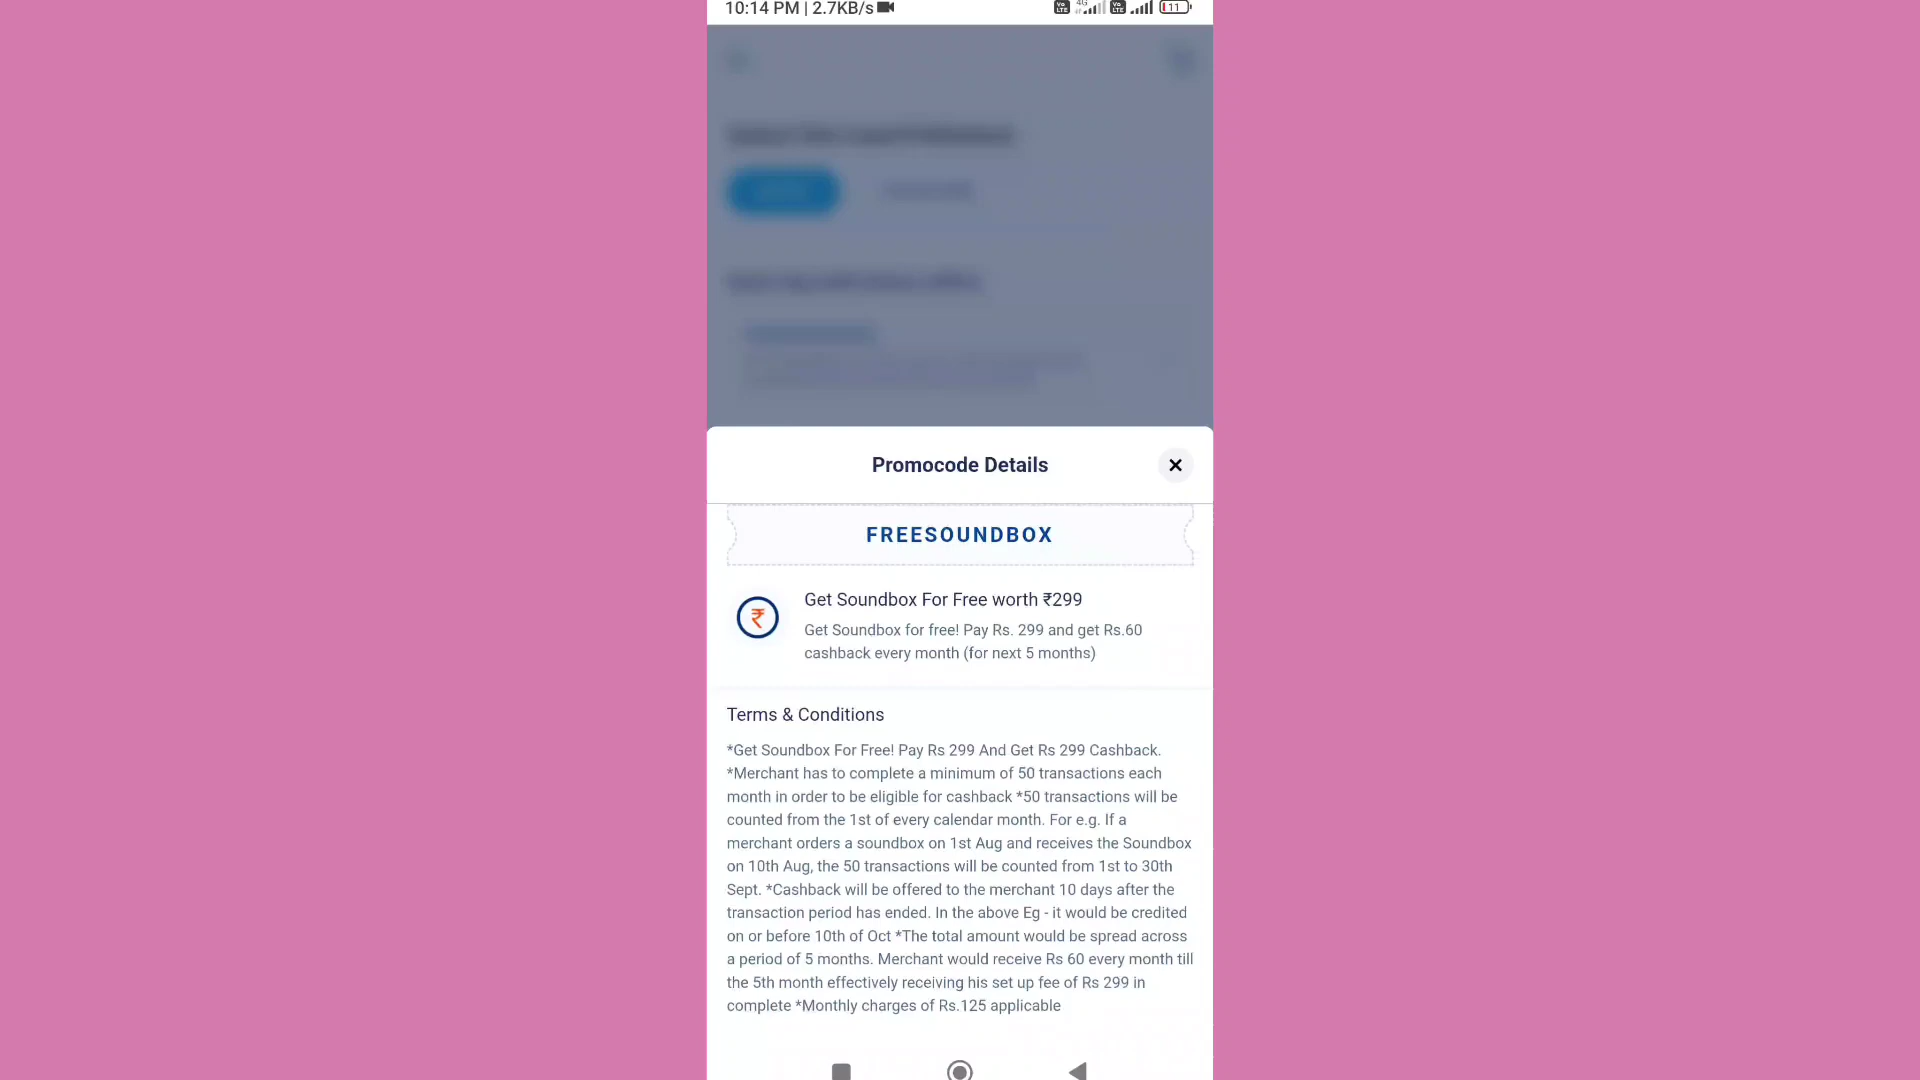 10:14 PM | 2.7KB/s
Vo LTE 4G Vo LTE 11
Promocode Details
FREESOUNDBOX
Get Soundbox For Free worth ₹299
Get Soundbox for free! Pay Rs. 299 and get Rs.60
cashback every month (for next 5 months)
Terms & Conditions
*Get Soundbox For Free! Pay Rs 299 And Get Rs 299 Cashback.
*Merchant has to complete a minimum of 50 transactions each
month in order to be eligible for cashback *50 transactions will be
counted from the 1st of every calendar month. For e.g. If a
merchant orders a soundbox on 1st Aug and receives the Soundbox
on 10th Aug, the 50 transactions will be counted from 1st to 30th
Sept. *Cashback will be offered to the merchant 10 days after the
transaction period has ended. In the above Eg - it would be credited
on or before 10th of Oct *The total amount would be spread across
a period of 5 months. Merchant would receive Rs 60 every month till
the 5th month effectively receiving his set up fee of Rs 299 in
complete *Monthly charges of Rs.125 applicable